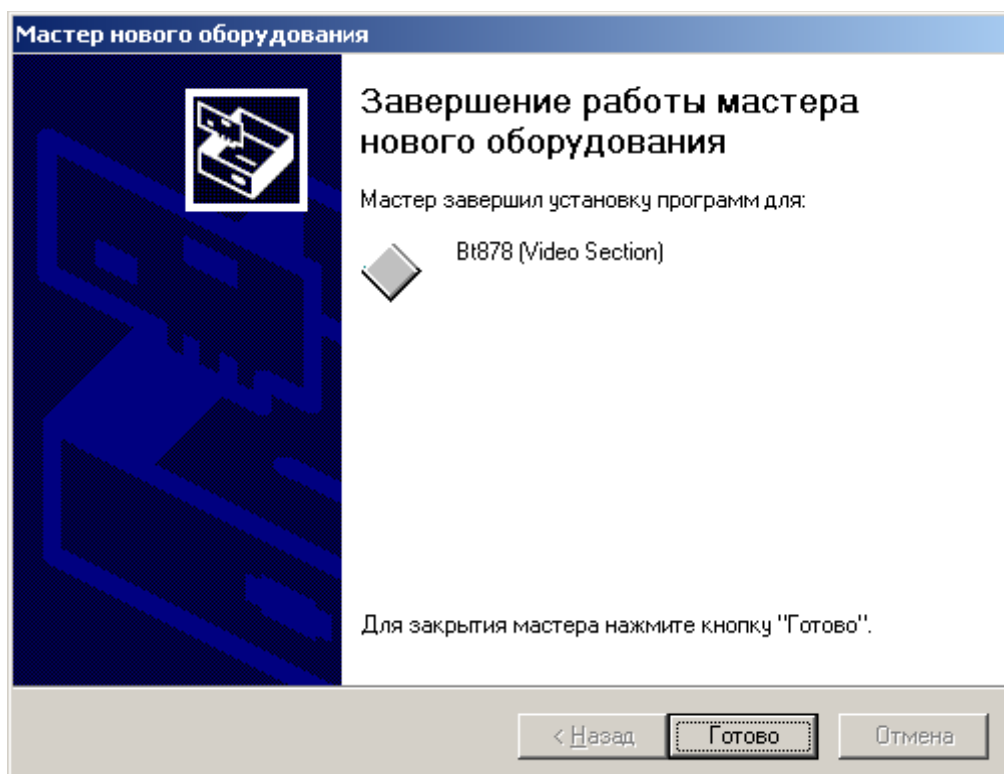 Мастер нового оборудования
Завершение работы мастера
нового оборудования
Мастер завершил установку программ для:
Bt878 (Video Section)
Для закрытия мастера нажмите кнопку "Готово".
< Назад
Готово
Отмена